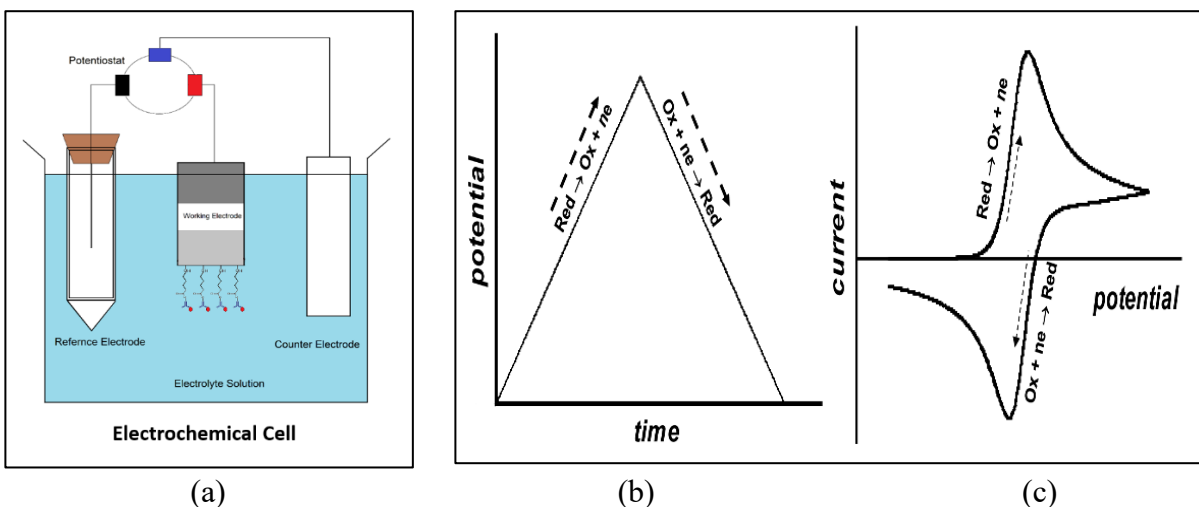 Potentiostat
Working Electrode
Refernce Electrode
Counter Electrode
Electrolyte Solution
Electrochemical Cell
(a)
potential
Red → Ox + ne
Ox + ne → Red
time
(b)
current
Red → Ox + ne
Ox + ne → Red
potential
(c)